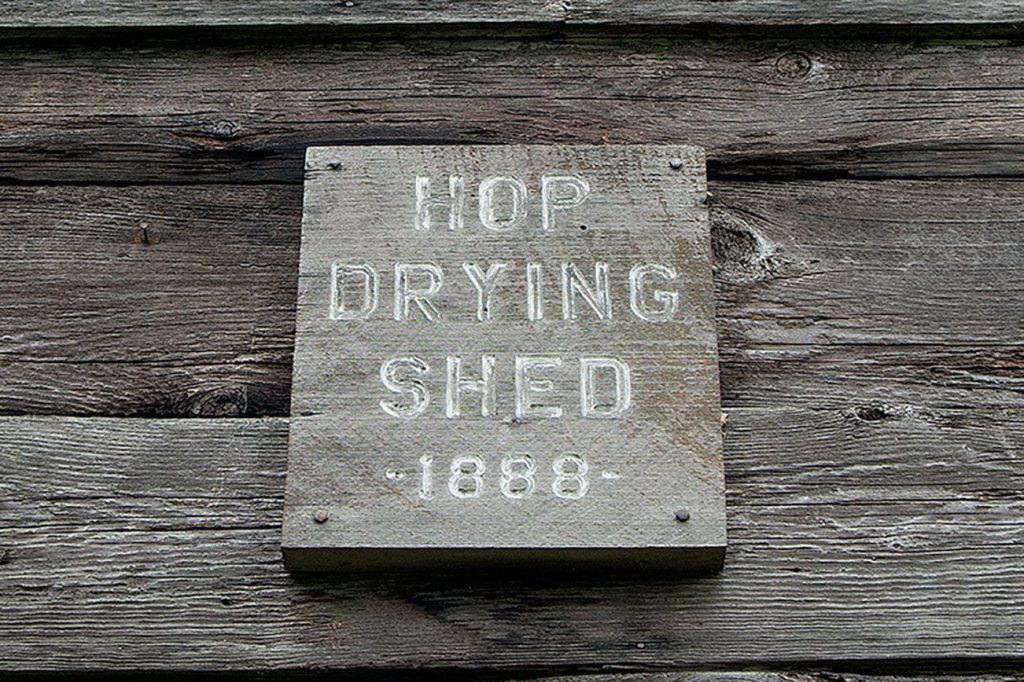 HOP
DRYING
SHED
-1888-